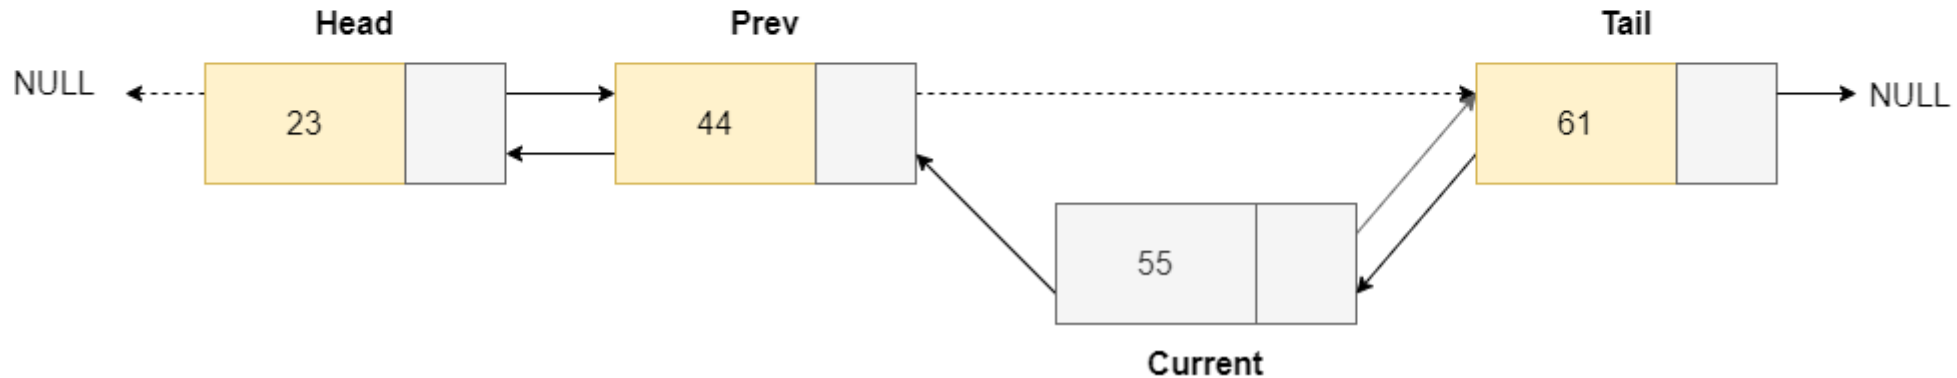 Head
Prev
Tail
NULL
23
44
61
NULL
55
Current